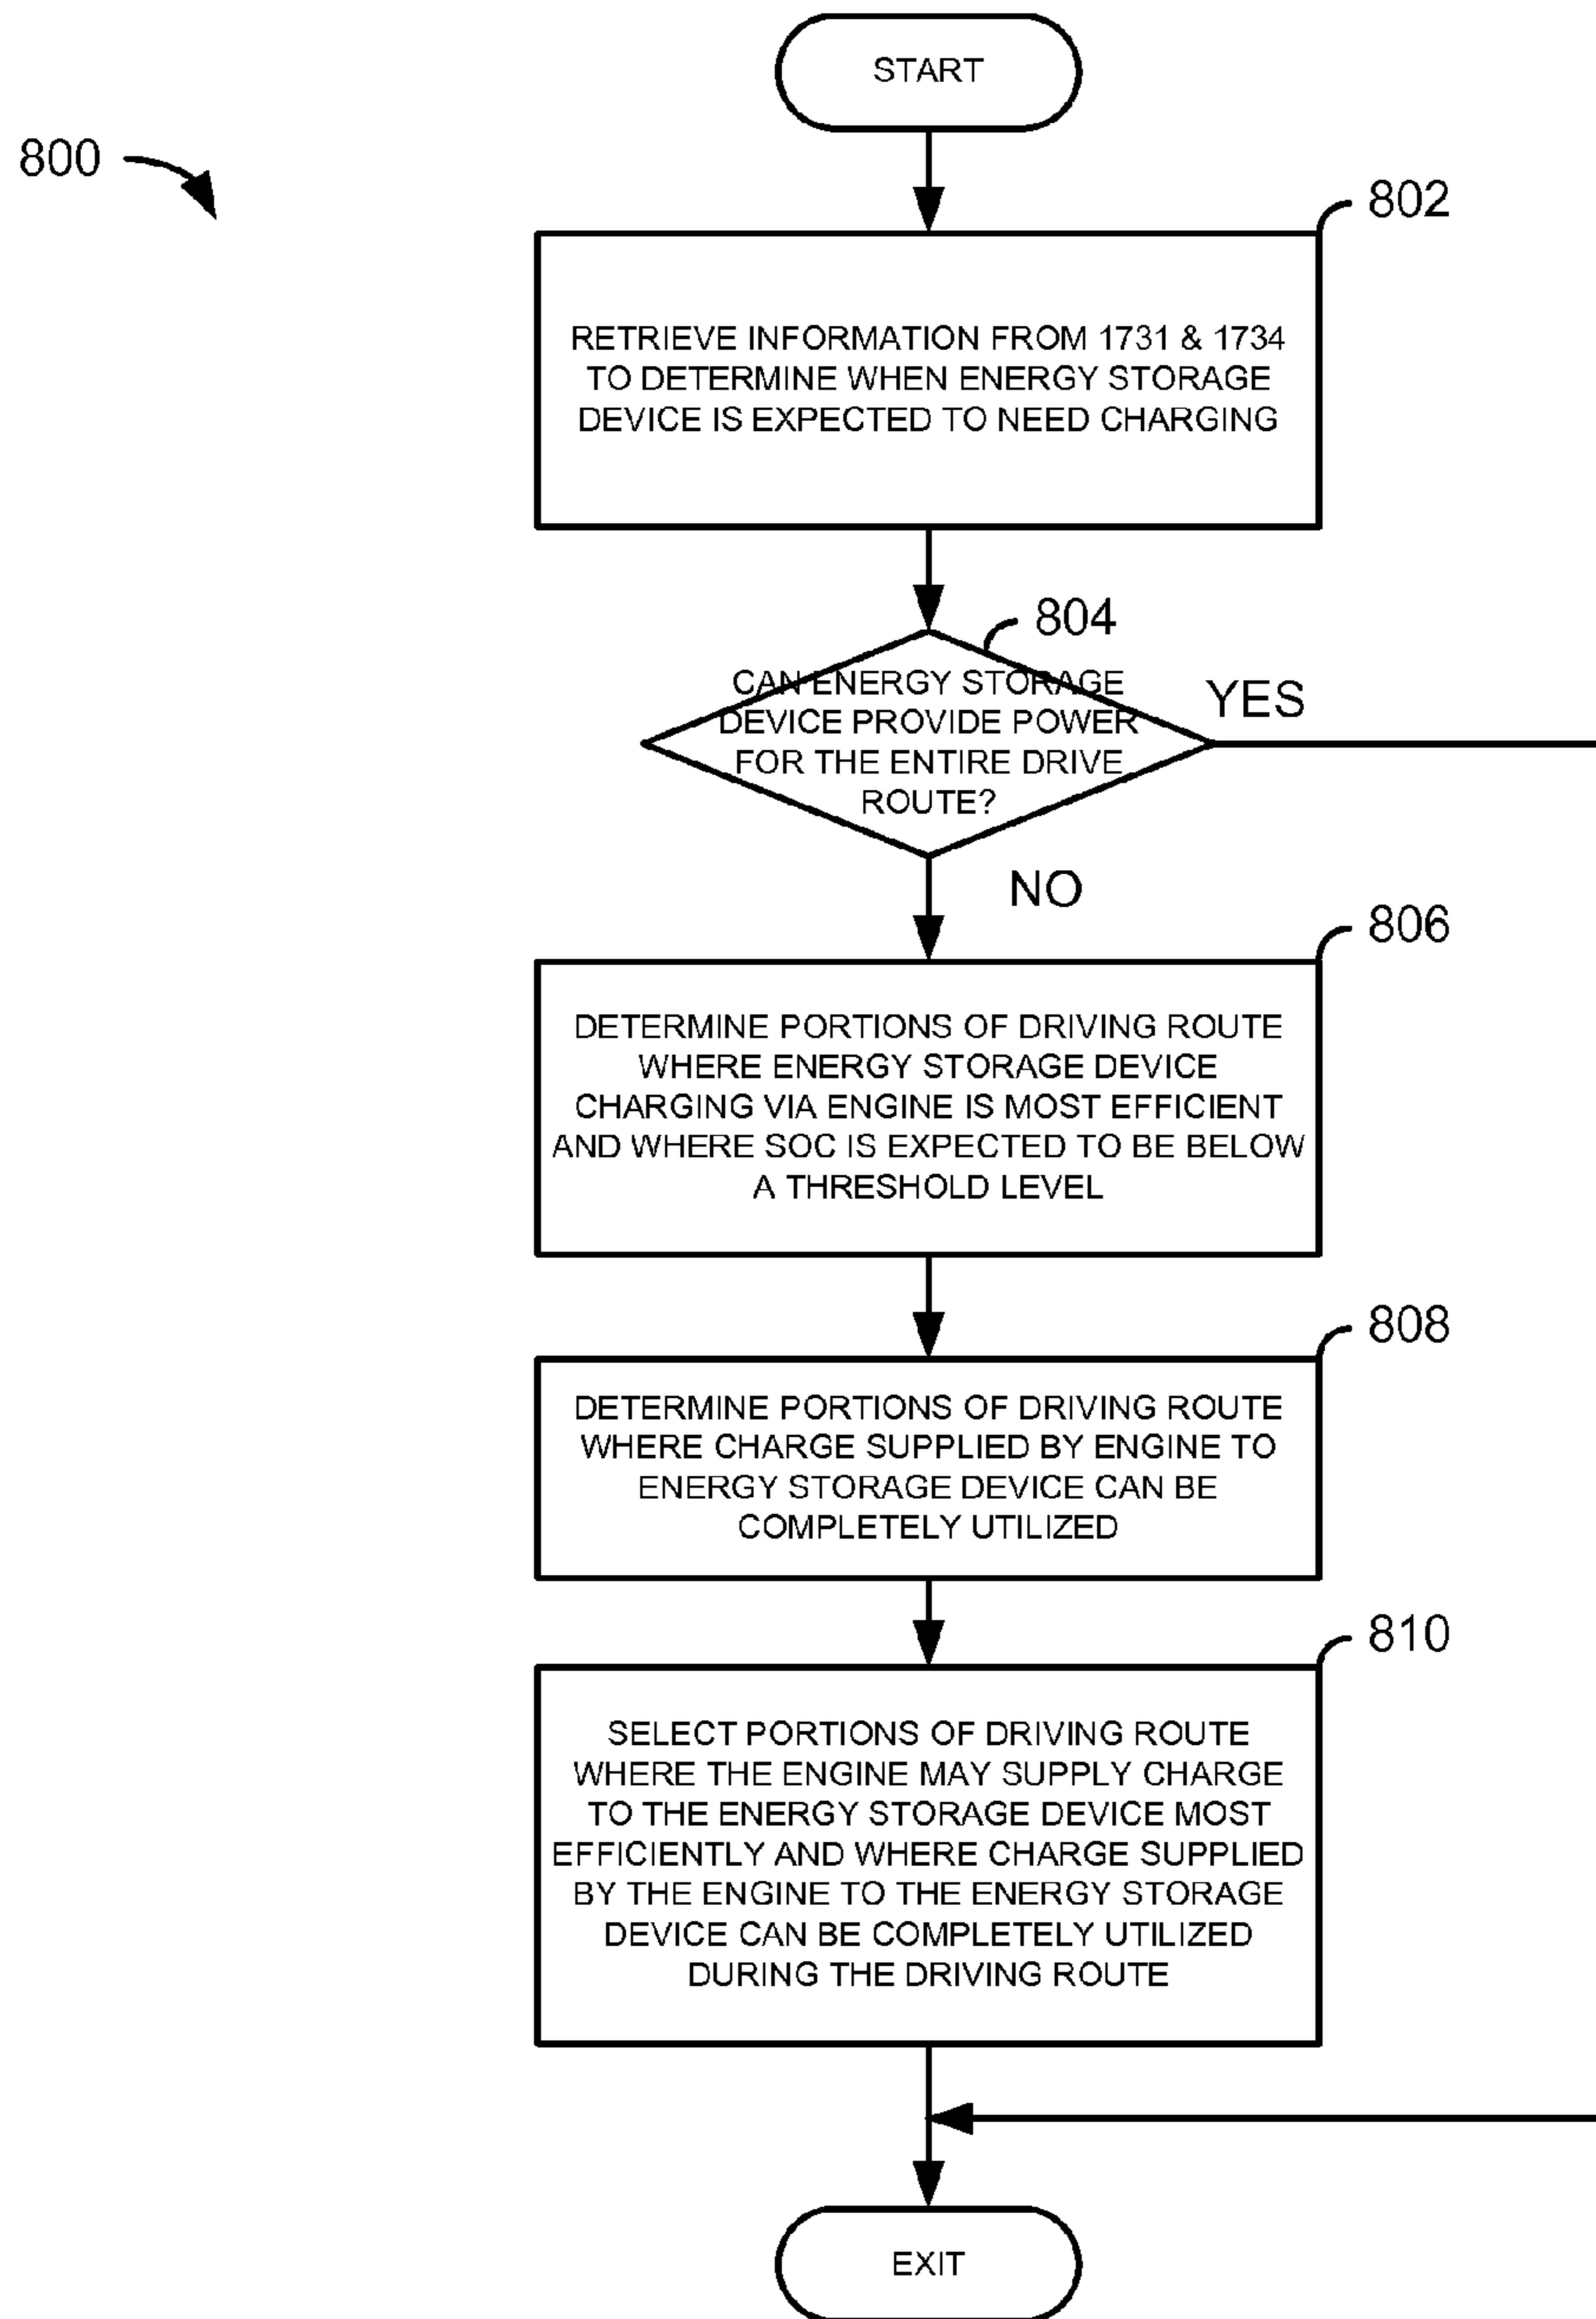 START
800
802
RETRIEVE INFORMATION FROM 1731 & 1734
TO DETERMINE WHEN ENERGY STORAGE
DEVICE IS EXPECTED TO NEED CHARGING
804
CAN ENERGY STORAGE
DEVICE PROVIDE POWER
FOR THE ENTIRE DRIVE
ROUTE?
YES
NO
806
DETERMINE PORTIONS OF DRIVING ROUTE
WHERE ENERGY STORAGE DEVICE
CHARGING VIA ENGINE IS MOST EFFICIENT
AND WHERE SOC IS EXPECTED TO BE BELOW
A THRESHOLD LEVEL
808
DETERMINE PORTIONS OF DRIVING ROUTE
WHERE CHARGE SUPPLIED BY ENGINE TO
ENERGY STORAGE DEVICE CAN BE
COMPLETELY UTILIZED
810
SELECT PORTIONS OF DRIVING ROUTE
WHERE THE ENGINE MAY SUPPLY CHARGE
TO THE ENERGY STORAGE DEVICE MOST
EFFICIENTLY AND WHERE CHARGE SUPPLIED
BY THE ENGINE TO THE ENERGY STORAGE
DEVICE CAN BE COMPLETELY UTILIZED
DURING THE DRIVING ROUTE
EXIT